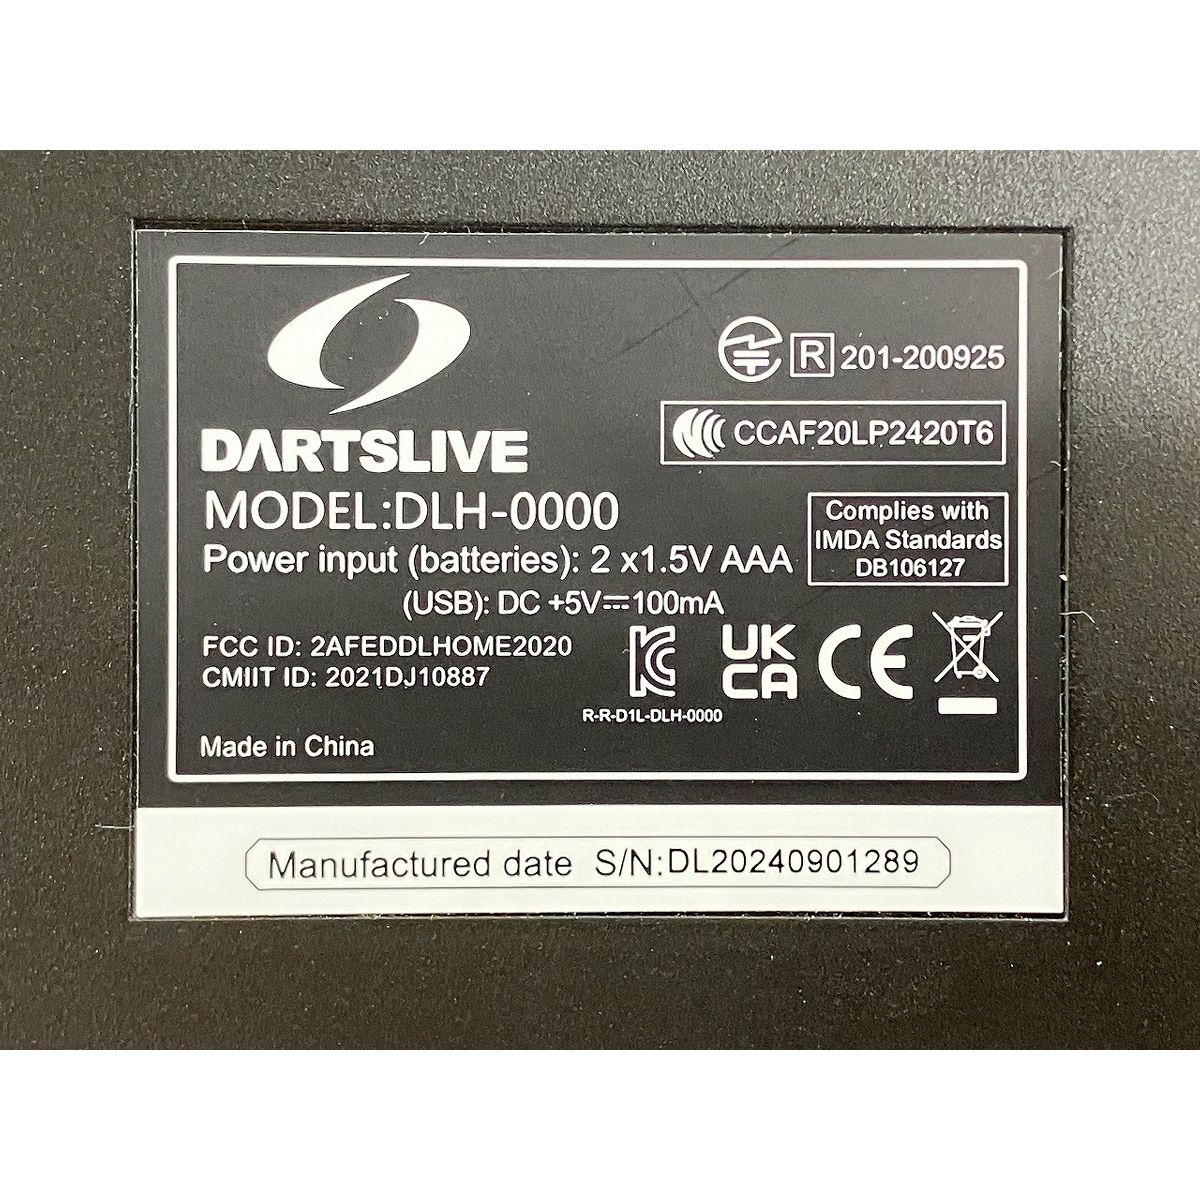 DARTSLIVE
MODEL:DLH-0000
Power input (batteries): 2 x1.5V AAA
(USB): DC +5V⎓100mA
FCC ID: 2AFEDDLHOME2020
CMIIT ID: 2021DJ10887
Made in China
R 201-200925
CCAF20LP2420T6
Complies with
IMDA Standards
DB106127
R-R-D1L-DLH-0000
UK
CA
CE
Manufactured date S/N:DL20240901289